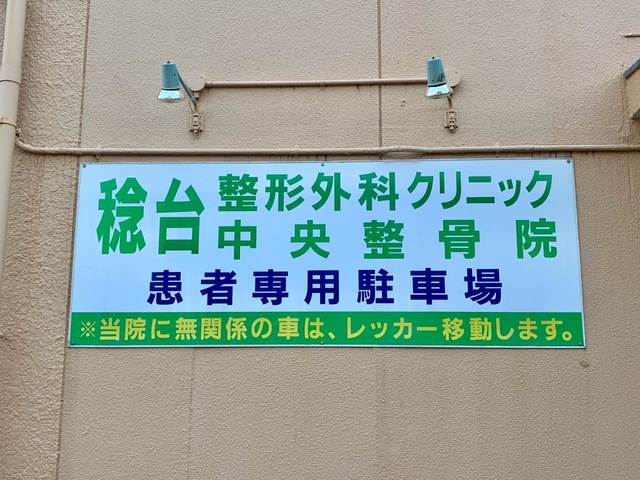 稔台 整形外科クリニック
中央整骨院
患者専用駐車場
※当院に無関係の車は、レッカー移動します。